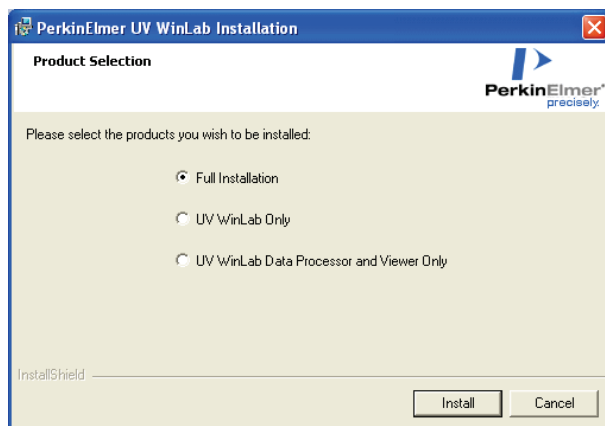 PerkinElmer UV WinLab Installation
Product Selection
PerkinElmer
precisely.
Please select the products you wish to be installed:
Full Installation
UV WinLab Only
UV WinLab Data Processor and Viewer Only
InstallShield
Install Cancel